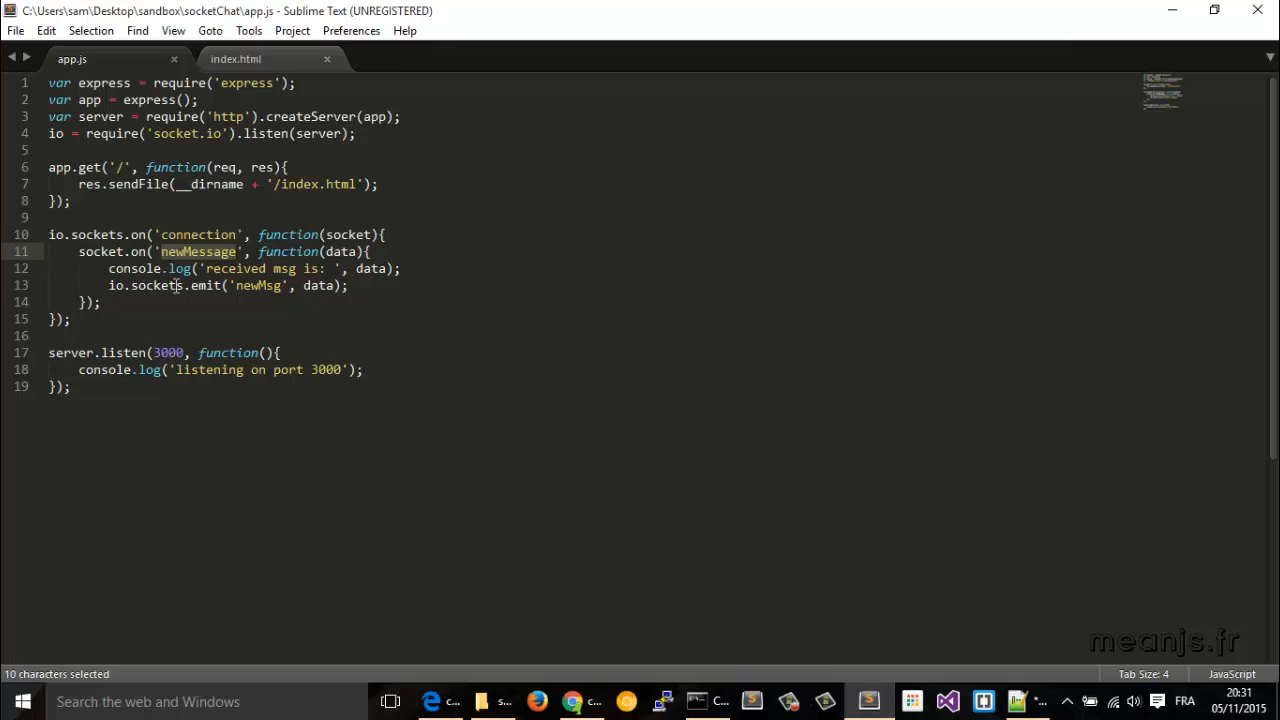 C:\Users\sam\Desktop\sandbox\socketChat\app.js - Sublime Text (UNREGISTERED)
File Edit Selection Find View Goto Tools Project Preferences Help
app.js × index.html ×
1 var express = require('express');
2 var app = express();
3 var server = require('http').createServer(app);
4 io = require('socket.io').listen(server);
5
6 app.get('/', function(req, res){
7 res.sendFile(__dirname + '/index.html');
8 });
9
10 io.sockets.on('connection', function(socket){
11 socket.on('newMessage', function(data){
12 console.log('received msg is: ', data);
13 io.sockets.emit('newMsg', data);
14 });
15 });
16
17 server.listen(3000, function(){
18 console.log('listening on port 3000');
19 });
meanjs.fr
10 characters selected Tab Size: 4 JavaScript
Search the web and Windows c... s... c... C... "... FRA 20:31
05/11/2015